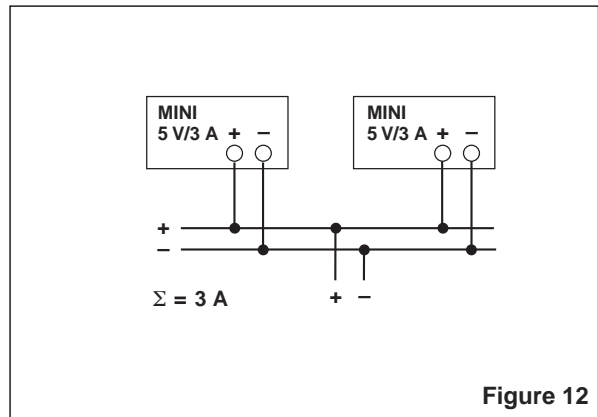 MINI
5 V/3 A + −
MINI
5 V/3 A + −
+
−
Σ = 3 A
+ −
Figure 12